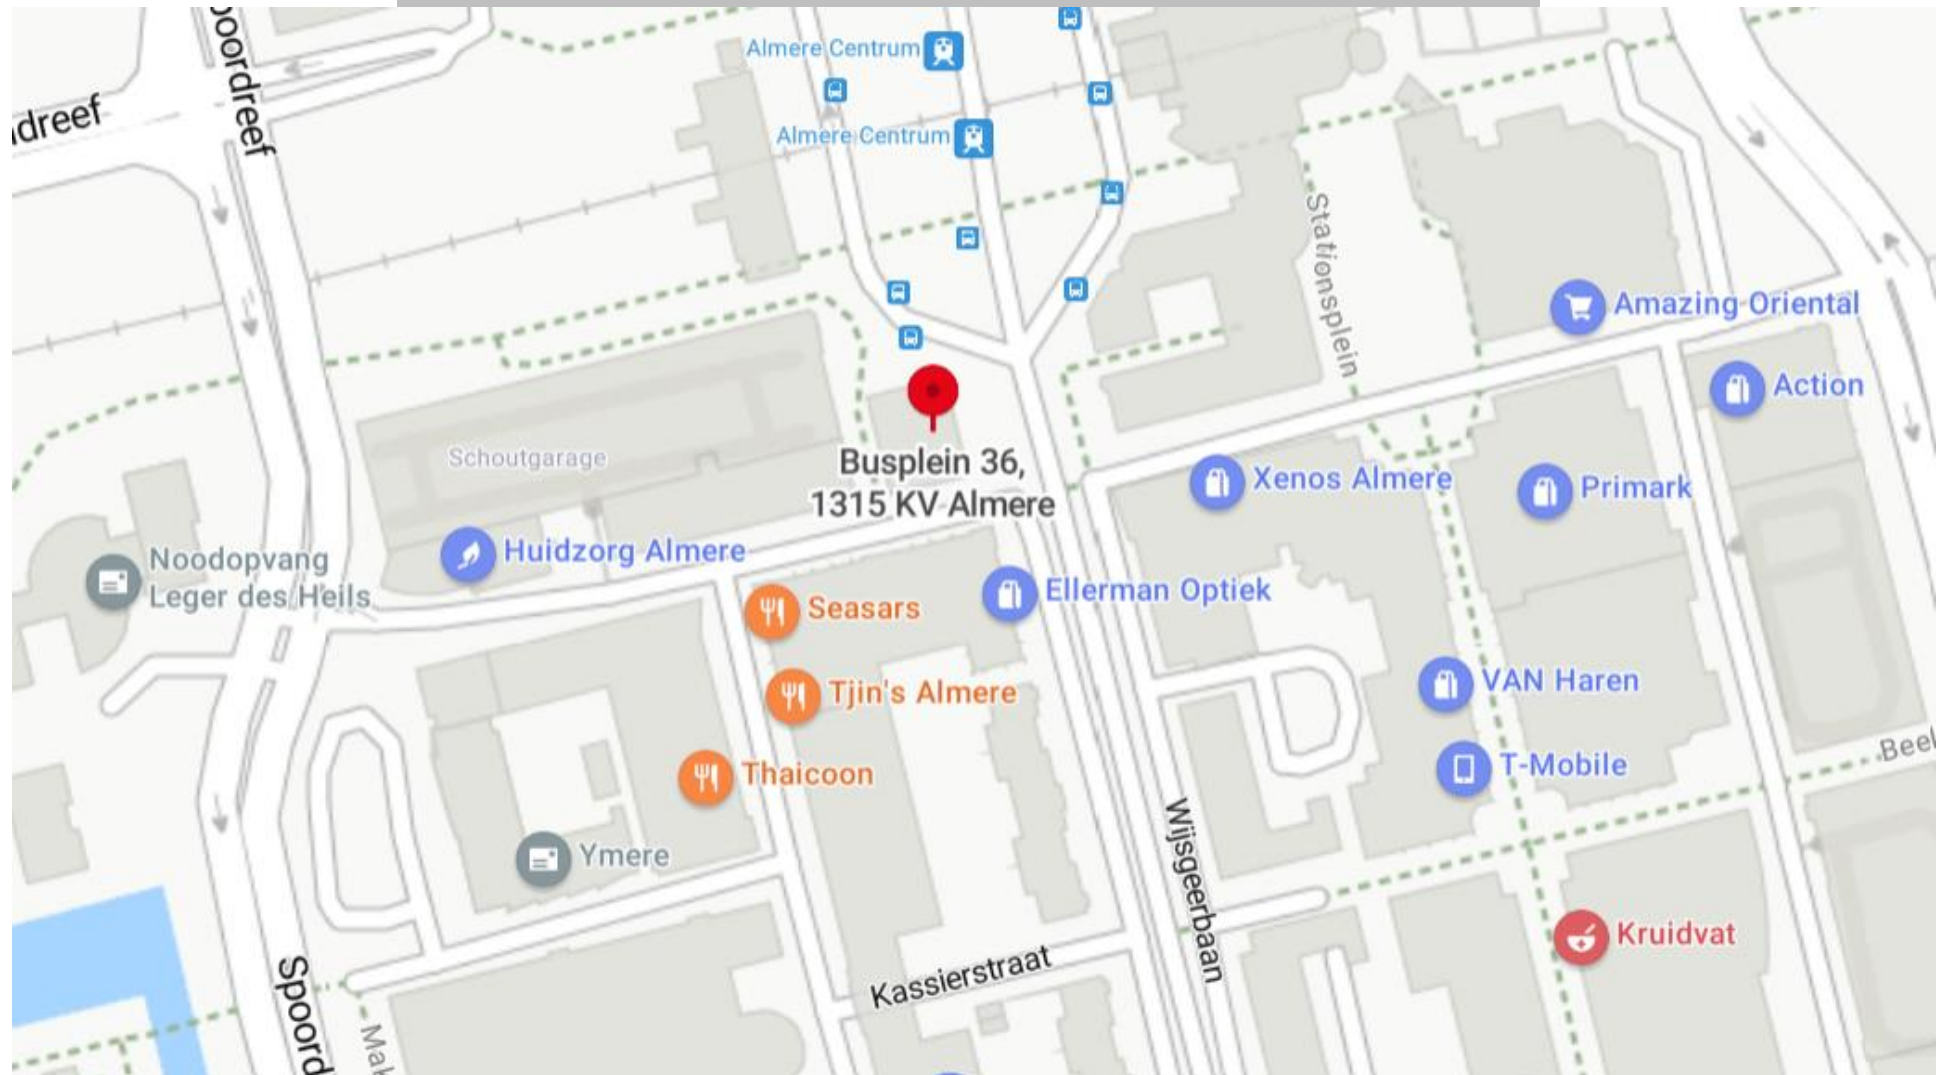 poordreef
Almere Centrum
dreef
Almere Centrum
Stationsplein
Amazing Oriental
Action
Schoutgarage
Busplein 36,
1315 KV Almere
Xenos Almere
Primark
Noodopvang
Leger des Heils
Huidzorg Almere
Ellerman Optiek
Seasars
Tjin's Almere
VAN Haren
Thaicoon
T-Mobile
Beel
Ymere
Wijsgeerbaan
Kruidvat
Kassierstraat
Spoord
Mak